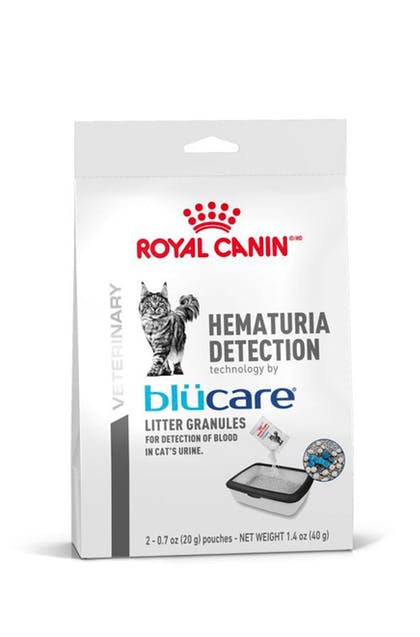 ROYAL CANIN
VETERINARY
HEMATURIA
DETECTION
technology by
blücare®
LITTER GRANULES
FOR DETECTION OF BLOOD
IN CAT'S URINE.
2 - 0.7 oz (20 g) pouches - NET WEIGHT 1.4 oz (40 g)